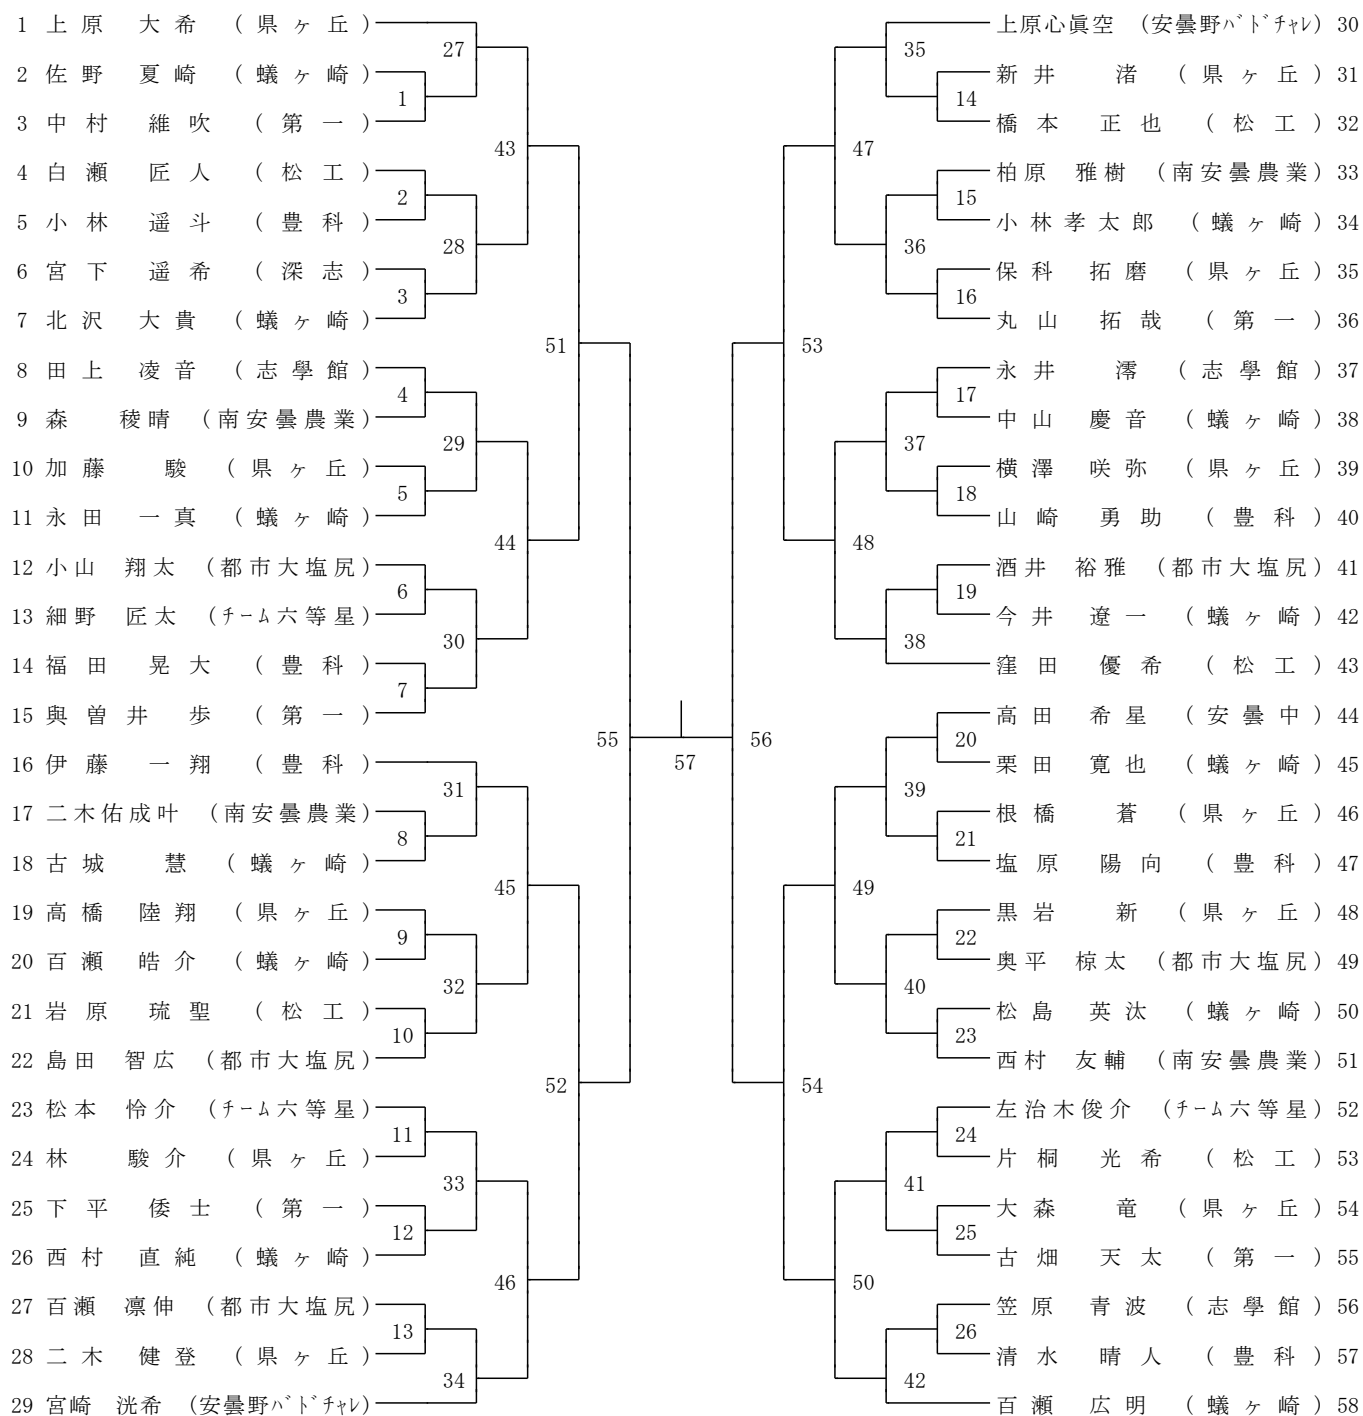 1 上原 大希 (県ヶ丘)
2 佐野 夏崎 (蟻ヶ崎)
3 中村 維吹 (第一)
4 白瀬 匠人 (松工)
5 小林 遥斗 (豊科)
6 宮下 遥希 (深志)
7 北沢 大貴 (蟻ヶ崎)
8 田上 凌音 (志學館)
9 森 稜晴 (南安曇農業)
10 加藤 駿 (県ヶ丘)
11 永田 一真 (蟻ヶ崎)
12 小山 翔太 (都市大塩尻)
13 細野 匠太 (ﾁｰﾑ六等星)
14 福田 晃大 (豊科)
15 與曽井 歩 (第一)
16 伊藤 一翔 (豊科)
17 二木佑成叶 (南安曇農業)
18 古城 慧 (蟻ヶ崎)
19 高橋 陸翔 (県ヶ丘)
20 百瀬 皓介 (蟻ヶ崎)
21 岩原 琉聖 (松工)
22 島田 智広 (都市大塩尻)
23 松本 怜介 (ﾁｰﾑ六等星)
24 林 駿介 (県ヶ丘)
25 下平 倭士 (第一)
26 西村 直純 (蟻ヶ崎)
27 百瀬 凛伸 (都市大塩尻)
28 二木 健登 (県ヶ丘)
29 宮崎 洸希 (安曇野ﾊﾞﾄﾞﾁｬﾚ)
27
1
43
2
28
3
51
4
29
5
44
6
30
7
55
31
8
45
9
32
10
52
11
33
12
46
13
34
57
35
14
47
15
36
16
53
17
37
18
48
19
38
56
20
39
21
49
22
40
23
54
24
41
25
50
26
42
上原心眞空 (安曇野ﾊﾞﾄﾞﾁｬﾚ) 30
新井 渚 (県ヶ丘) 31
橋本 正也 (松工) 32
柏原 雅樹 (南安曇農業) 33
小林孝太郎 (蟻ヶ崎) 34
保科 拓磨 (県ヶ丘) 35
丸山 拓哉 (第一) 36
永井 澪 (志學館) 37
中山 慶音 (蟻ヶ崎) 38
横澤 咲弥 (県ヶ丘) 39
山崎 勇助 (豊科) 40
酒井 裕雅 (都市大塩尻) 41
今井 遼一 (蟻ヶ崎) 42
窪田 優希 (松工) 43
高田 希星 (安曇中) 44
栗田 寛也 (蟻ヶ崎) 45
根橋 蒼 (県ヶ丘) 46
塩原 陽向 (豊科) 47
黒岩 新 (県ヶ丘) 48
奥平 椋太 (都市大塩尻) 49
松島 英汰 (蟻ヶ崎) 50
西村 友輔 (南安曇農業) 51
左治木俊介 (ﾁｰﾑ六等星) 52
片桐 光希 (松工) 53
大森 竜 (県ヶ丘) 54
古畑 天太 (第一) 55
笠原 青波 (志學館) 56
清水 晴人 (豊科) 57
百瀬 広明 (蟻ヶ崎) 58